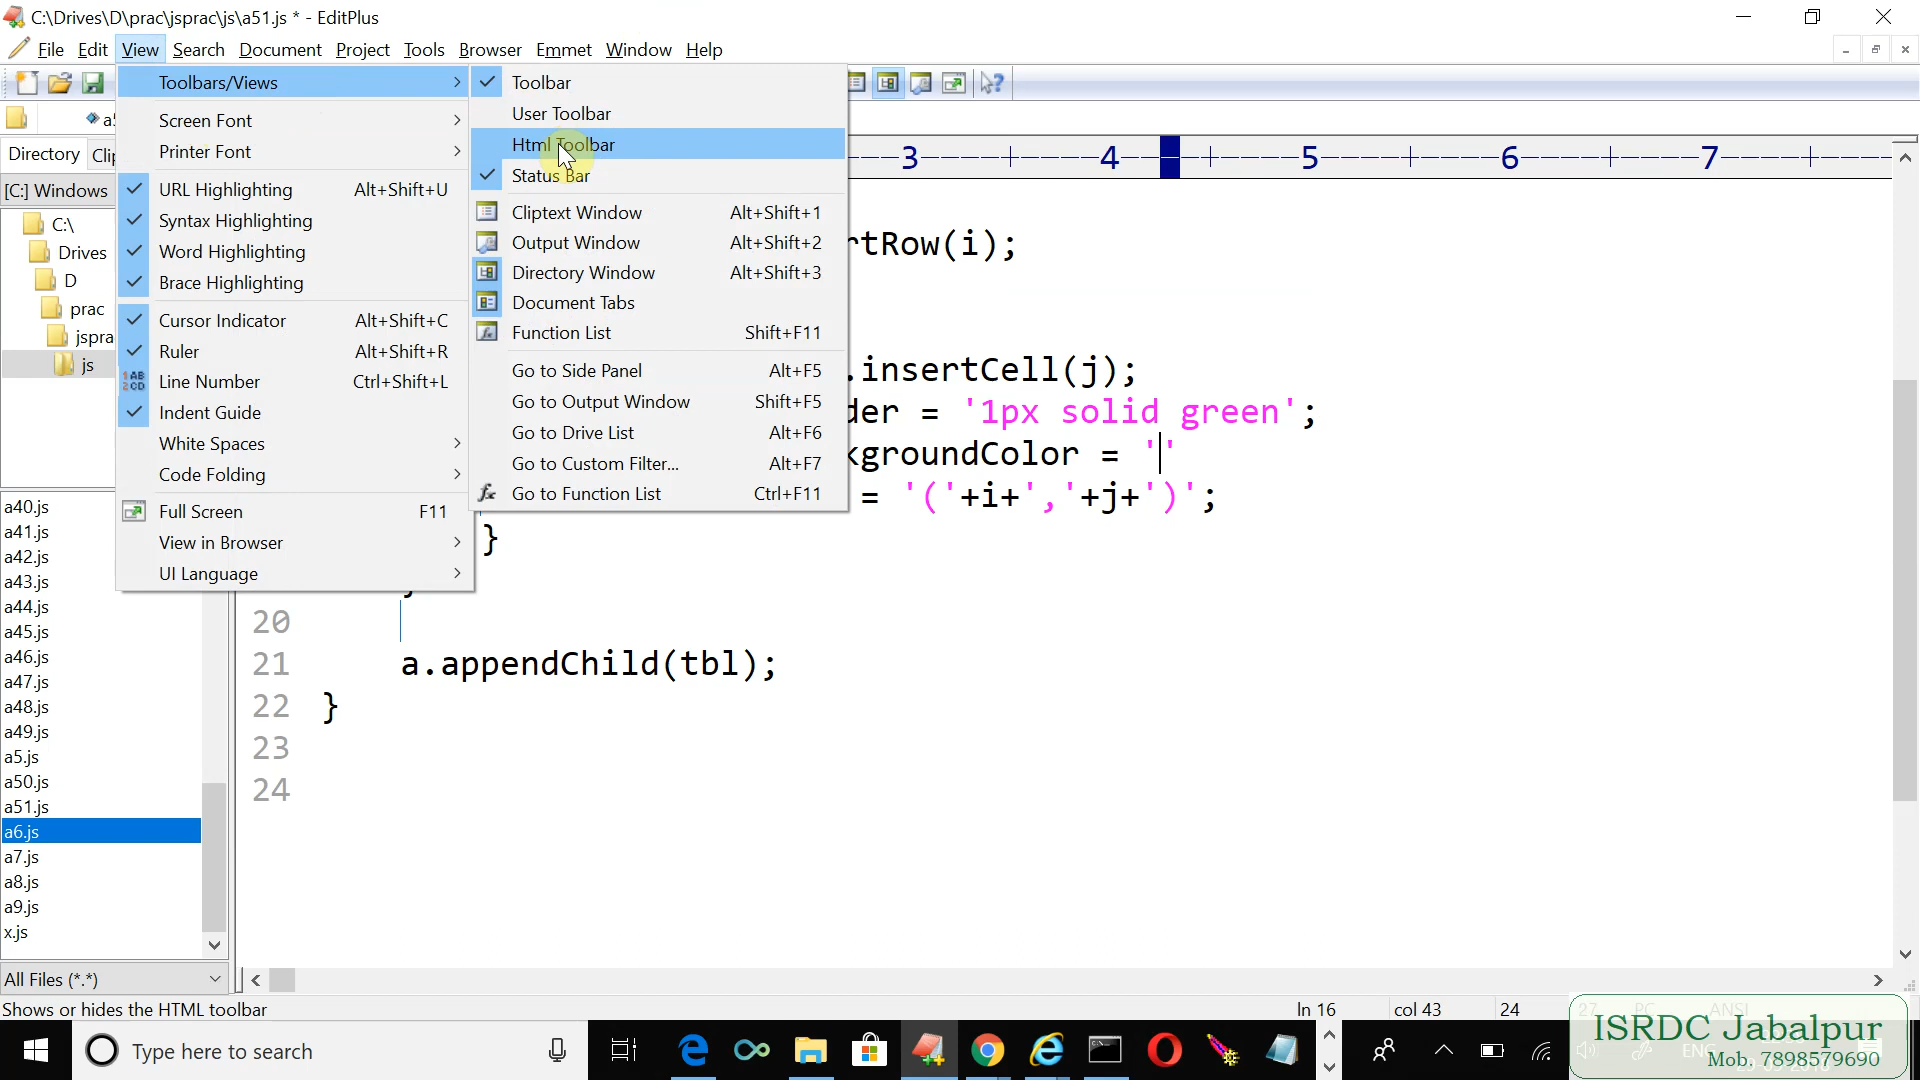 C:\Drives\D\prac\jsprac\js\a51.js * - EditPlus
File Edit View Search Document Project Tools Browser Emmet Window Help
Toolbars/Views
Screen Font
Printer Font
URL Highlighting Alt+Shift+U
Syntax Highlighting
Word Highlighting
Brace Highlighting
Cursor Indicator Alt+Shift+C
Ruler Alt+Shift+R
Line Number Ctrl+Shift+L
Indent Guide
White Spaces
Code Folding
Full Screen F11
View in Browser
UI Language
Toolbar
User Toolbar
Html Toolbar
Status Bar
Cliptext Window Alt+Shift+1
Output Window Alt+Shift+2
Directory Window Alt+Shift+3
Document Tabs
Function List Shift+F11
Go to Side Panel Alt+F5
Go to Output Window Shift+F5
Go to Drive List Alt+F6
Go to Custom Filter... Alt+F7
Go to Function List Ctrl+F11
Directory
[C:] Windows
C:\
Drives
D
prac
jspra
js
a40.js
a41.js
a42.js
a43.js
a44.js
a45.js
a46.js
a47.js
a48.js
a49.js
a5.js
a50.js
a51.js
a6.js
a7.js
a8.js
a9.js
x.js
All Files (*.*)
3 4 5 6 7
rtRow(i);
.insertCell(j);
der = '1px solid green';
kgroundColor = ''
= '('+i+','+j+')';
}
20
21 a.appendChild(tbl);
22 }
23
24
Shows or hides the HTML toolbar
ln 16 col 43 24
Type here to search
ISRDC Jabalpur
Mob. 7898579690